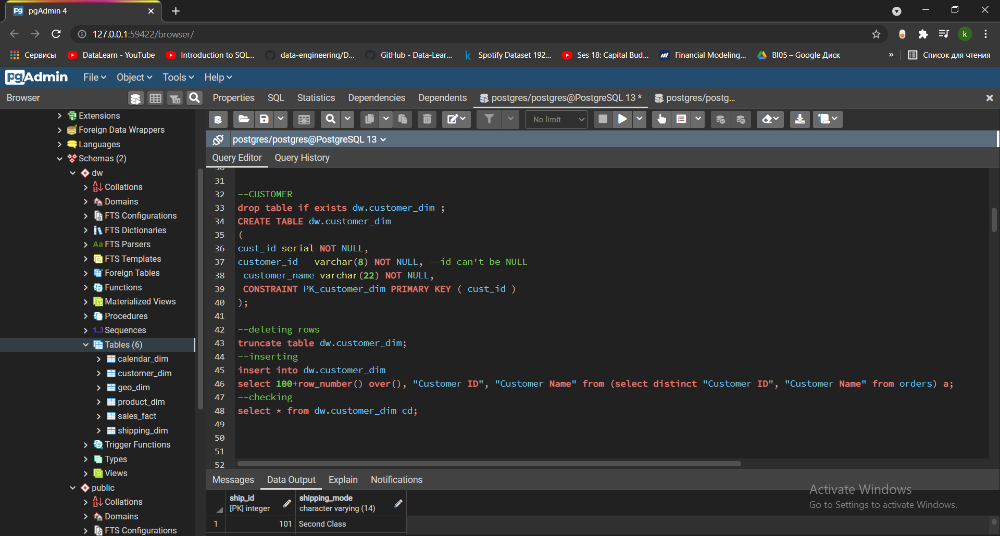 pgAdmin 4
127.0.0.1:59422/browser/
k
Сервисы
DataLearn - YouTube
Introduction to SQL...
data-engineering/D...
GitHub - Data-Lear...
Spotify Dataset 192...
Ses 18: Capital Bud...
Financial Modeling...
BI05 – Google Диск
»
Список для чтения
pgAdmin
File
Object
Tools
Help
Browser
Properties
SQL
Statistics
Dependencies
Dependents
postgres/postgres@PostgreSQL 13 *
postgres/postg...
No limit
postgres/postgres@PostgreSQL 13
Query Editor
Query History
Extensions
Foreign Data Wrappers
Languages
Schemas (2)
dw
Collations
Domains
FTS Configurations
FTS Dictionaries
Aa FTS Parsers
FTS Templates
Foreign Tables
Functions
Materialized Views
Procedures
1..3 Sequences
Tables (6)
calendar_dim
customer_dim
geo_dim
product_dim
sales_fact
shipping_dim
Trigger Functions
Types
Views
public
Collations
Domains
FTS Configurations
30
31
32 --CUSTOMER
33 drop table if exists dw.customer_dim ;
34 CREATE TABLE dw.customer_dim
35 (
36 cust_id serial NOT NULL,
37 customer_id   varchar(8) NOT NULL, --id can't be NULL
38  customer_name varchar(22) NOT NULL,
39  CONSTRAINT PK_customer_dim PRIMARY KEY ( cust_id )
40 );
41
42 --deleting rows
43 truncate table dw.customer_dim;
44 --inserting
45 insert into dw.customer_dim
46 select 100+row_number() over(), "Customer ID", "Customer Name" from (select distinct "Customer ID", "Customer Name" from orders) a;
47 --checking
48 select * from dw.customer_dim cd;
49
50
51
52
Messages
Data Output
Explain
Notifications
ship_id
[PK] integer
shipping_mode
character varying (14)
1 101 Second Class
Activate Windows
Go to Settings to activate Windows.